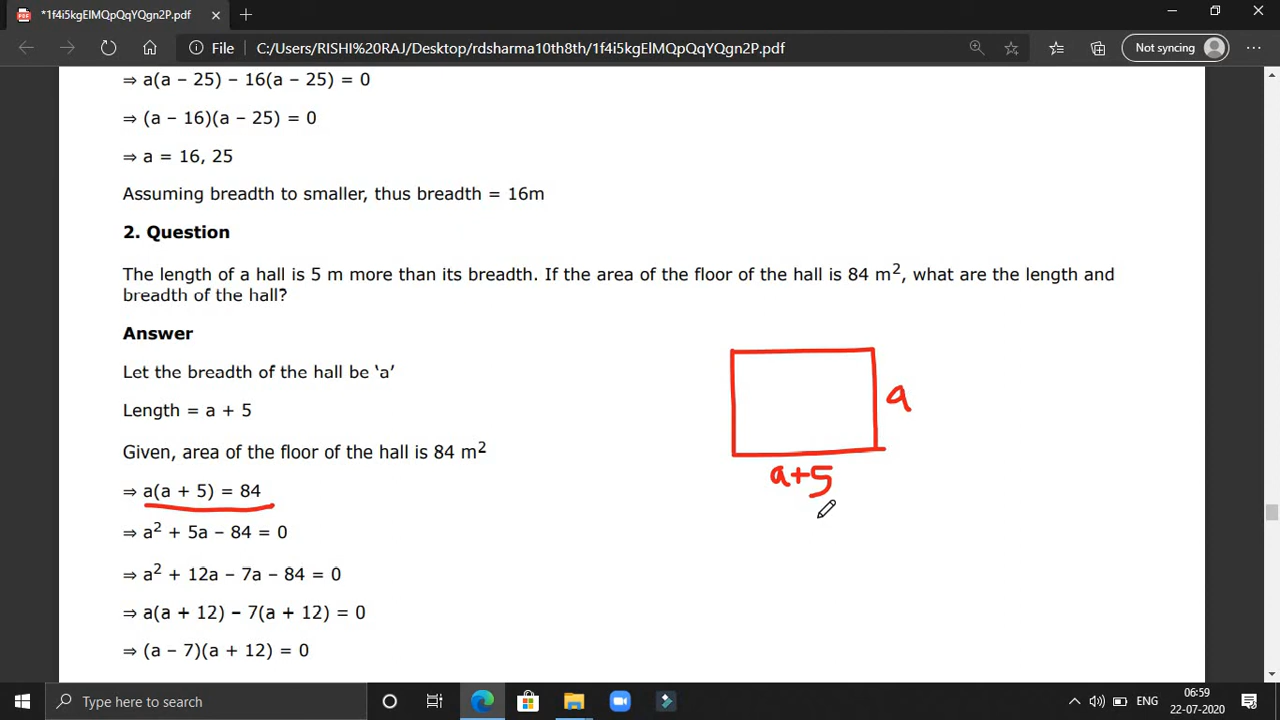 *1f4i5kgElMQpQqYQgn2P.pdf
File
C:/Users/RISHI%20RAJ/Desktop/rdsharma10th8th/1f4i5kgElMQpQqYQgn2P.pdf
Not syncing
⇒ a(a – 25) – 16(a – 25) = 0
⇒ (a – 16)(a – 25) = 0
⇒ a = 16, 25
Assuming breadth to smaller, thus breadth = 16m
2. Question
The length of a hall is 5 m more than its breadth. If the area of the floor of the hall is 84 m², what are the length and
breadth of the hall?
Answer
Let the breadth of the hall be ‘a’
Length = a + 5
Given, area of the floor of the hall is 84 m²
⇒ a(a + 5) = 84
⇒ a² + 5a – 84 = 0
⇒ a² + 12a – 7a – 84 = 0
⇒ a(a + 12) – 7(a + 12) = 0
⇒ (a – 7)(a + 12) = 0
a
a+5
Type here to search
ENG
06:59
22-07-2020